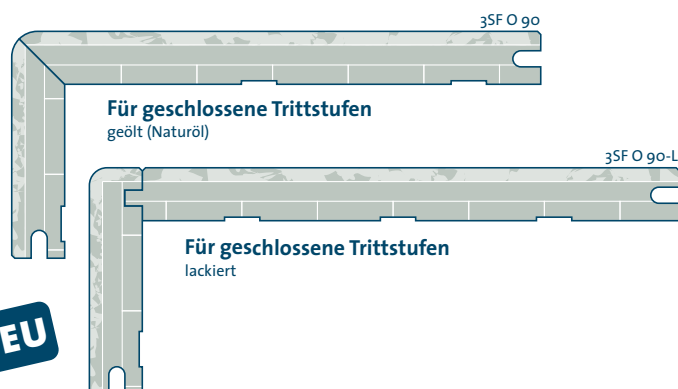 3SF O 90
Für geschlossene Trittstufen
geölt (Naturöl)
3SF O 90-L
Für geschlossene Trittstufen
lackiert
EU